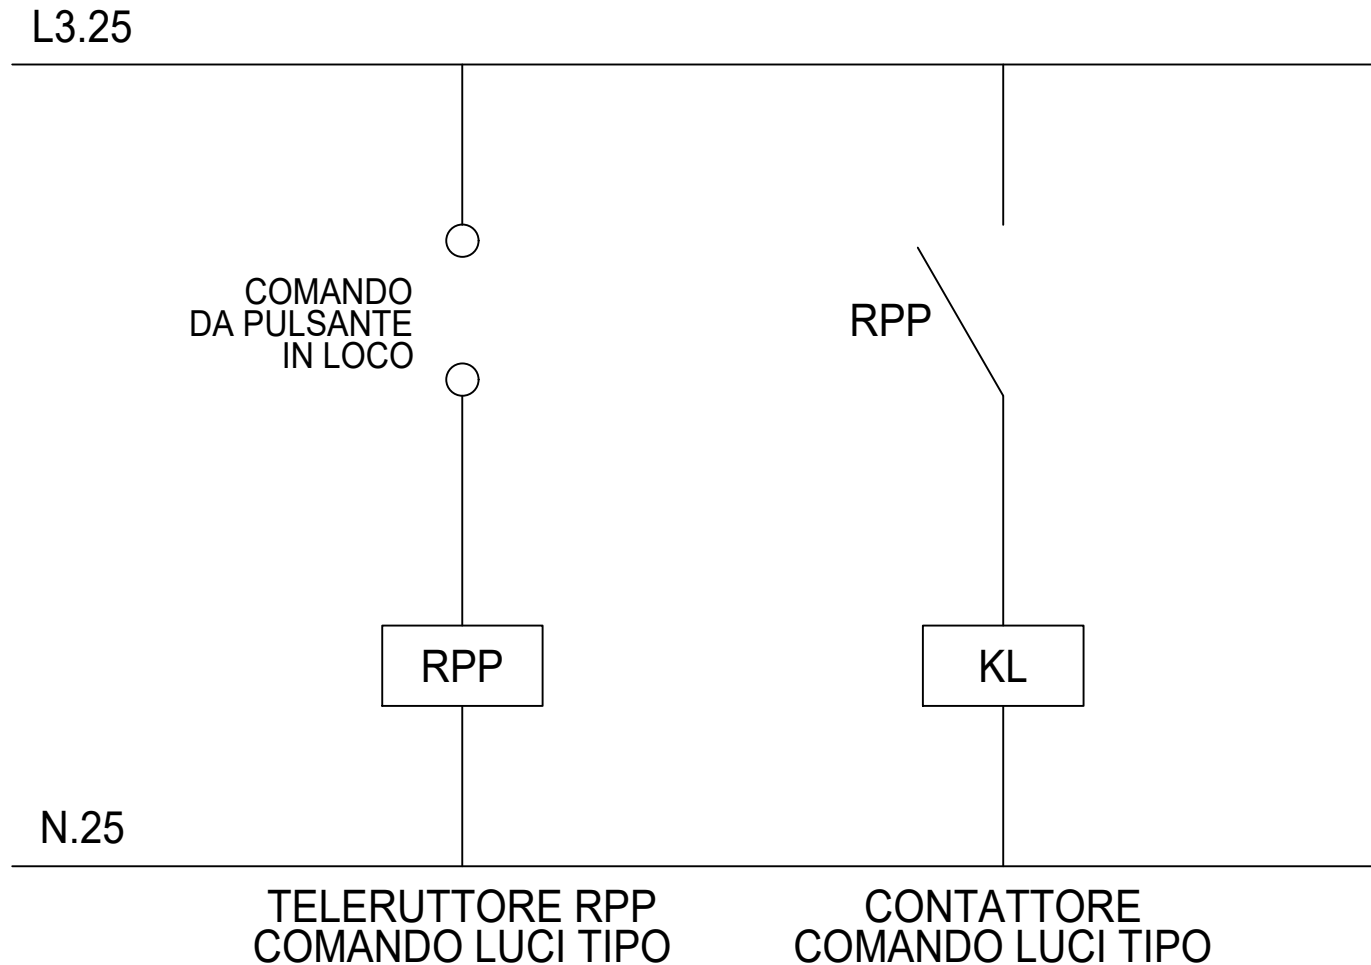 L3.25
COMANDO
DA PULSANTE
IN LOCO
RPP
RPP
KL
N.25
TELERUTTORE RPP
COMANDO LUCI TIPO
CONTATTORE
COMANDO LUCI TIPO